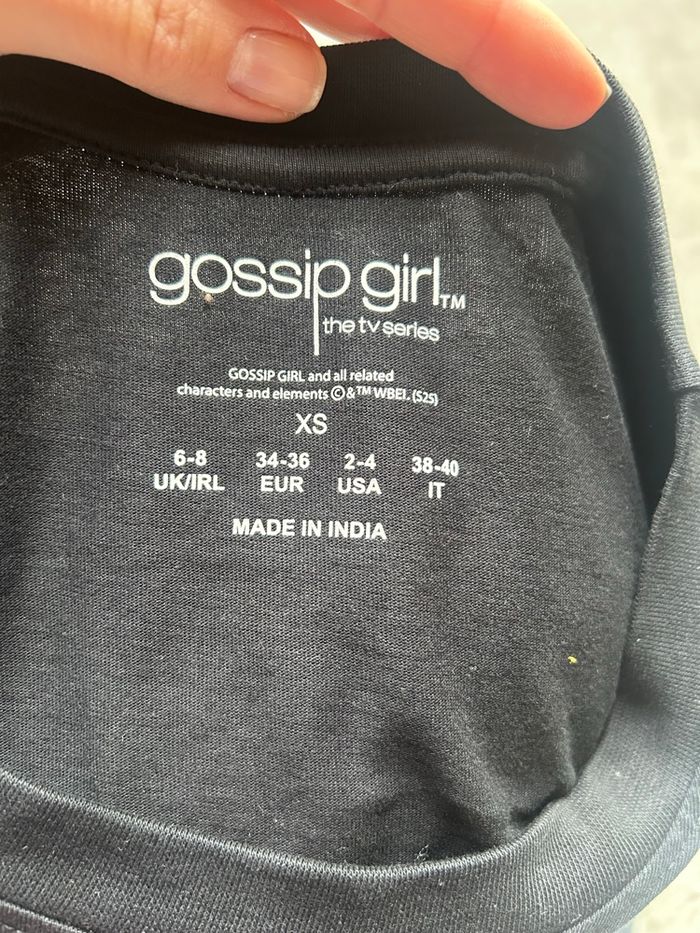 gossip girl™
the tv series
GOSSIP GIRL and all related
characters and elements ©&™ WBEI. (S25)
XS
6-8 34-36 2-4 38-40
UK/IRL EUR USA IT
MADE IN INDIA